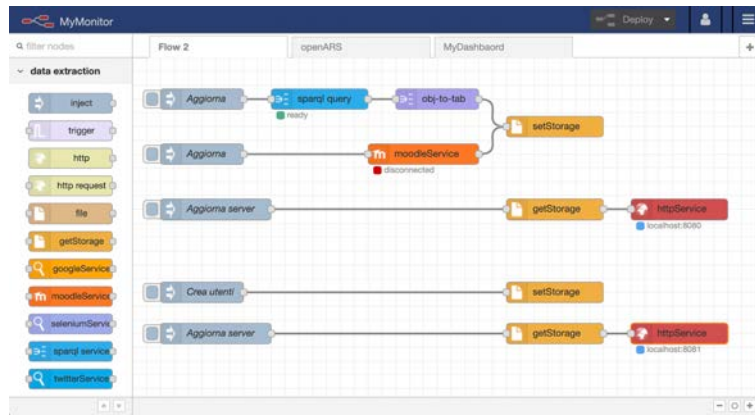 MyMonitor
Deploy
filter nodes
Flow 2
openARS
MyDashbaord
data extraction
inject
trigger
http
http request
file
getStorage
googleService
moodleService
seleniumServic
sparql service
twitterService
Aggiorna
sparql query
obj-to-tab
ready
setStorage
Aggiorna
moodleService
disconnected
Aggiorna server
getStorage
httpService
localhost:8080
Crea utenti
setStorage
Aggiorna server
getStorage
httpService
localhost:8081